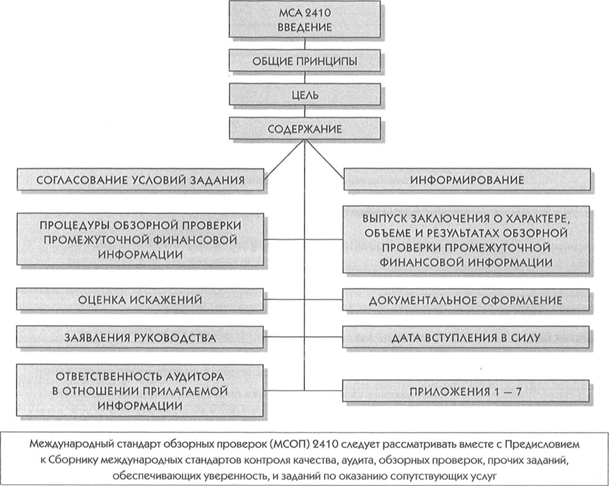 МСА 2410
ВВЕДЕНИЕ
ОБЩИЕ ПРИНЦИПЫ
ЦЕЛЬ
СОДЕРЖАНИЕ
СОГЛАСОВАНИЕ УСЛОВИЙ ЗАДАНИЯ
ИНФОРМИРОВАНИЕ
ПРОЦЕДУРЫ ОБЗОРНОЙ ПРОВЕРКИ
ПРОМЕЖУТОЧНОЙ ФИНАНСОВОЙ
ИНФОРМАЦИИ
ВЫПУСК ЗАКЛЮЧЕНИЯ О ХАРАКТЕРЕ,
ОБЪЕМЕ И РЕЗУЛЬТАТАХ ОБЗОРНОЙ
ПРОВЕРКИ ПРОМЕЖУТОЧНОЙ
ФИНАНСОВОЙ ИНФОРМАЦИИ
ОЦЕНКА ИСКАЖЕНИЙ
ДОКУМЕНТАЛЬНОЕ ОФОРМЛЕНИЕ
ЗАЯВЛЕНИЯ РУКОВОДСТВА
ДАТА ВСТУПЛЕНИЯ В СИЛУ
ОТВЕТСТВЕННОСТЬ АУДИТОРА
В ОТНОШЕНИИ ПРИЛАГАЕМОЙ
ИНФОРМАЦИИ
ПРИЛОЖЕНИЯ 1 — 7
Международный стандарт обзорных проверок (МСОП) 2410 следует рассматривать вместе с Предисловием
к Сборнику международных стандартов контроля качества, аудита, обзорных проверок, прочих заданий,
обеспечивающих уверенность, и заданий по оказанию сопутствующих услуг